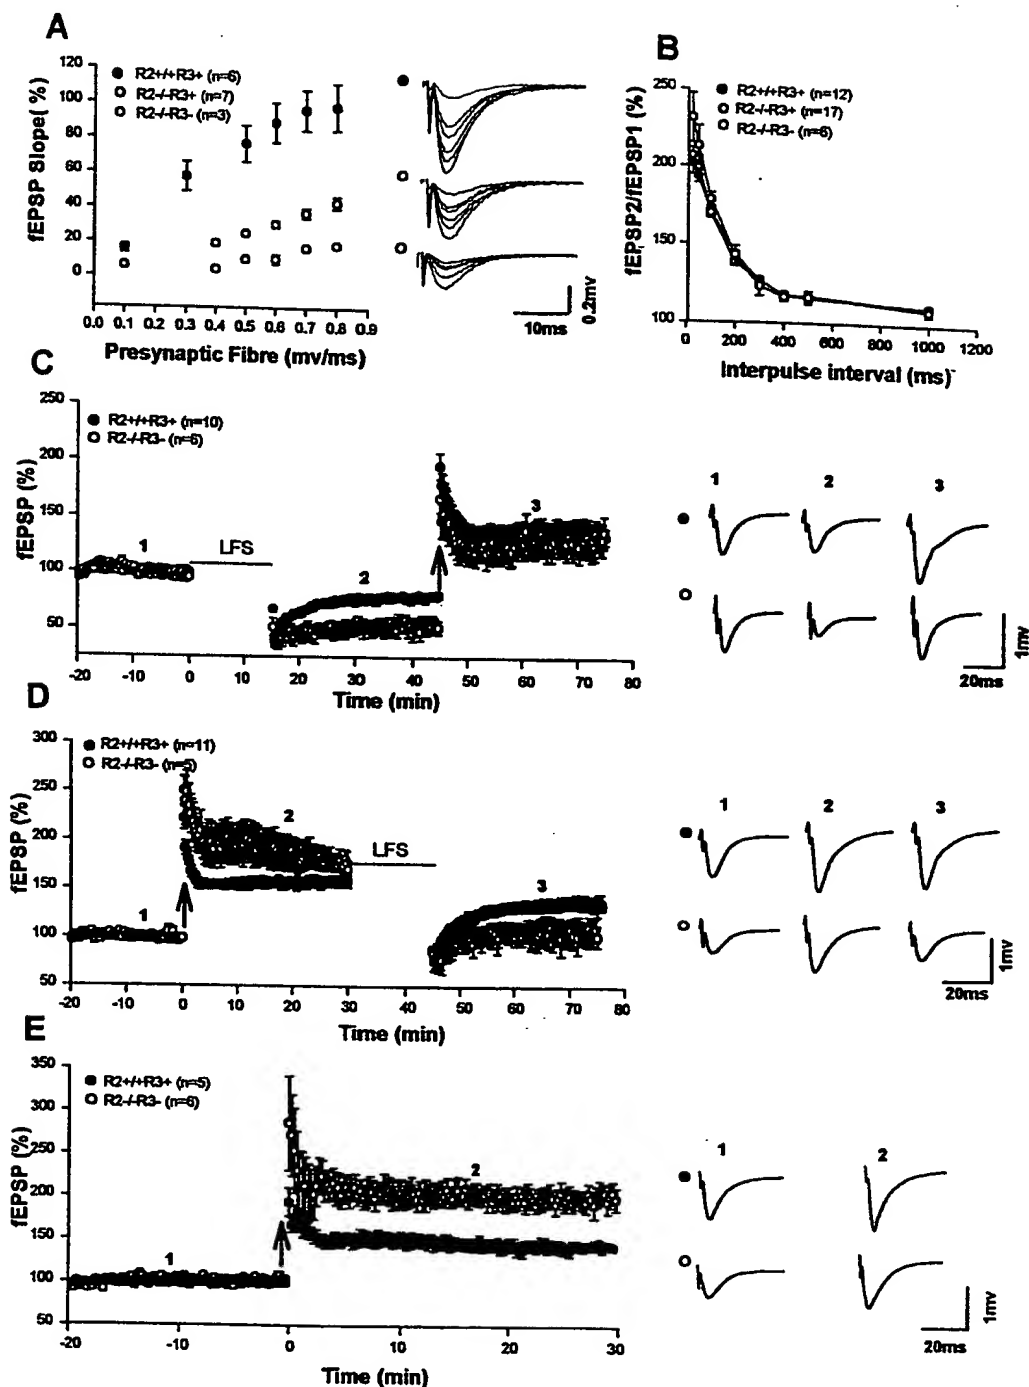 A
fEPSP Slope( %)
120
100
80
60
40
20
0
R2+/+R3+ (n=6)
R2-/-R3+ (n=7)
R2-/-R3- (n=3)
0.0 0.1 0.2 0.3 0.4 0.5 0.6 0.7 0.8 0.9
Presynaptic Fibre (mv/ms)
10ms
0.2mv
B
fEPSP2/fEPSP1 (%)
250
200
150
100
R2+/+R3+ (n=12)
R2-/-R3+ (n=17)
R2-/-R3- (n=6)
0 200 400 600 800 1000 1200
Interpulse interval (ms)
C
fEPSP (%)
250
200
150
100
50
R2+/+R3+ (n=10)
R2-/-R3- (n=6)
1
LFS
2
3
-20 -10 0 10 20 30 40 50 60 70 80
Time (min)
1 2 3
1mv
20ms
D
fEPSP (%)
300
250
200
150
100
50
R2+/+R3+ (n=11)
R2-/-R3- (n=5)
1
2
LFS
3
-20 -10 0 10 20 30 40 50 60 70 80
Time (min)
1 2 3
1mv
20ms
E
fEPSP (%)
350
300
250
200
150
100
50
R2+/+R3+ (n=5)
R2-/-R3- (n=6)
1
2
-20 -10 0 10 20 30
Time (min)
1 2
1mv
20ms